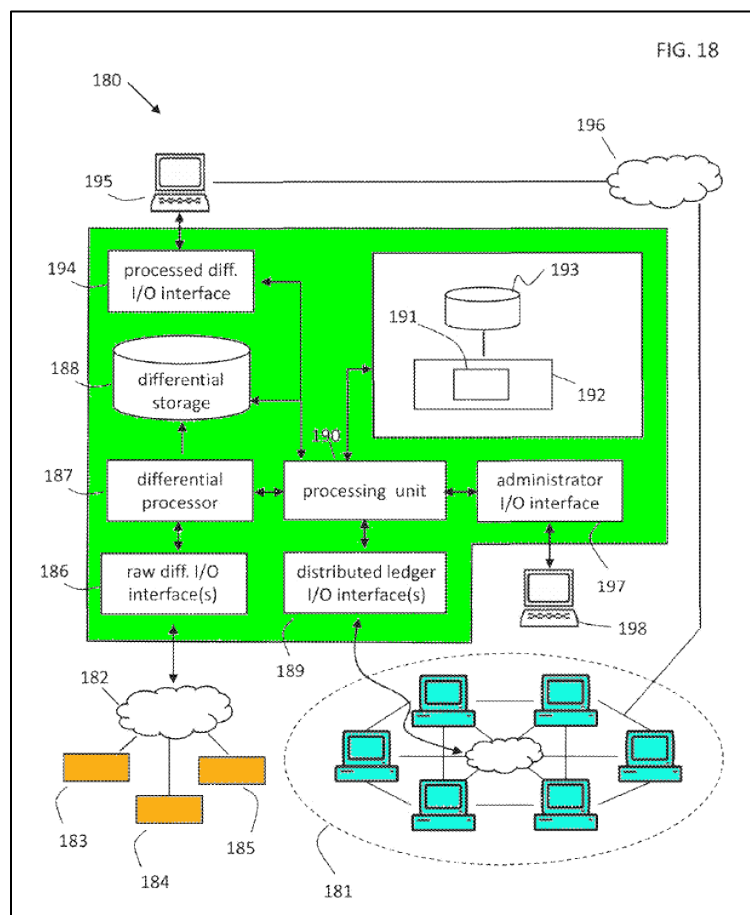 FIG. 18
180
196
195
194
processed diff.
I/O interface
193
191
192
188
differential
storage
190
187
differential
processor
processing unit
administrator
I/O interface
186
raw diff. I/O
interface(s)
distributed ledger
I/O interface(s)
197
198
189
182
183
184
185
181